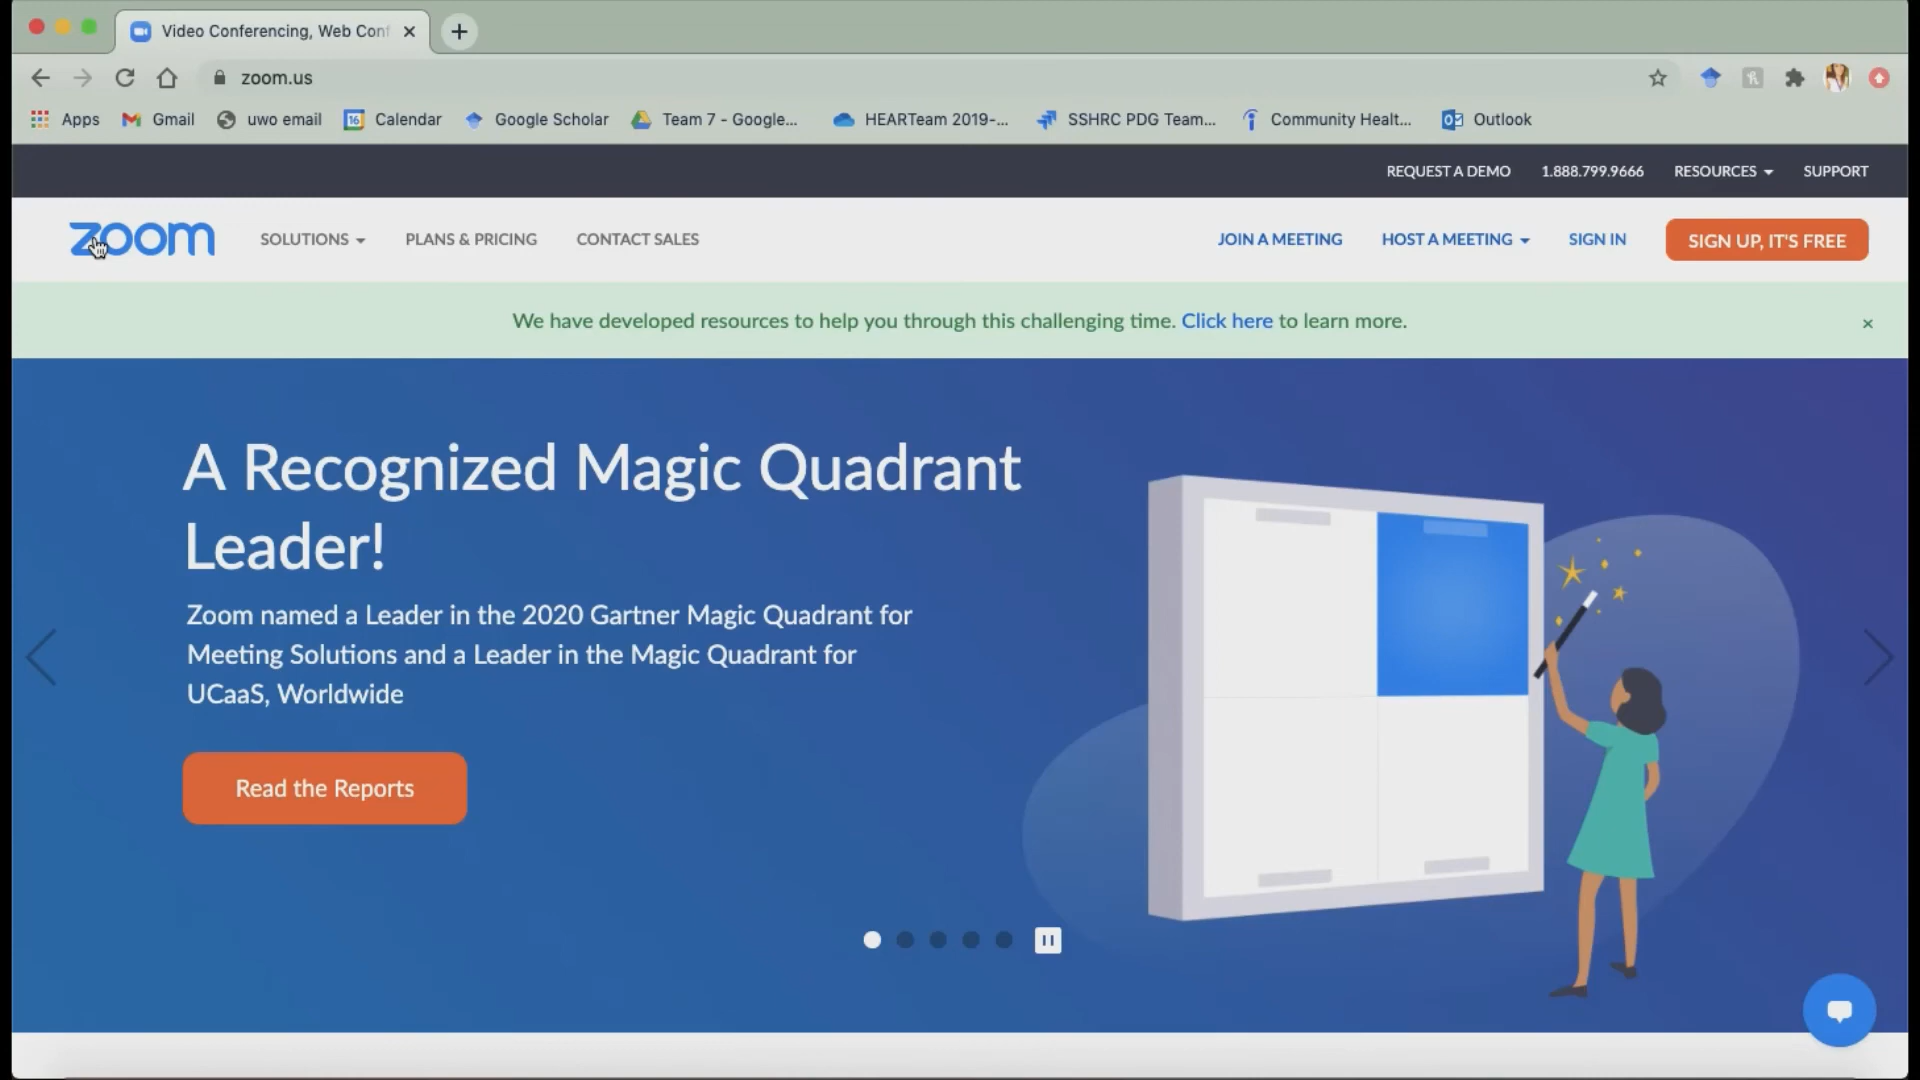 Video Conferencing, Web Conf
zoom.us
Apps Gmail uwo email Calendar Google Scholar Team 7 - Google... HEARTeam 2019-... SSHRC PDG Team... Community Healt... Outlook
REQUEST A DEMO 1.888.799.9666 RESOURCES SUPPORT
zoom SOLUTIONS PLANS & PRICING CONTACT SALES JOIN A MEETING HOST A MEETING SIGN IN SIGN UP, IT'S FREE
We have developed resources to help you through this challenging time. Click here to learn more.
A Recognized Magic Quadrant
Leader!
Zoom named a Leader in the 2020 Gartner Magic Quadrant for
Meeting Solutions and a Leader in the Magic Quadrant for
UCaaS, Worldwide
Read the Reports